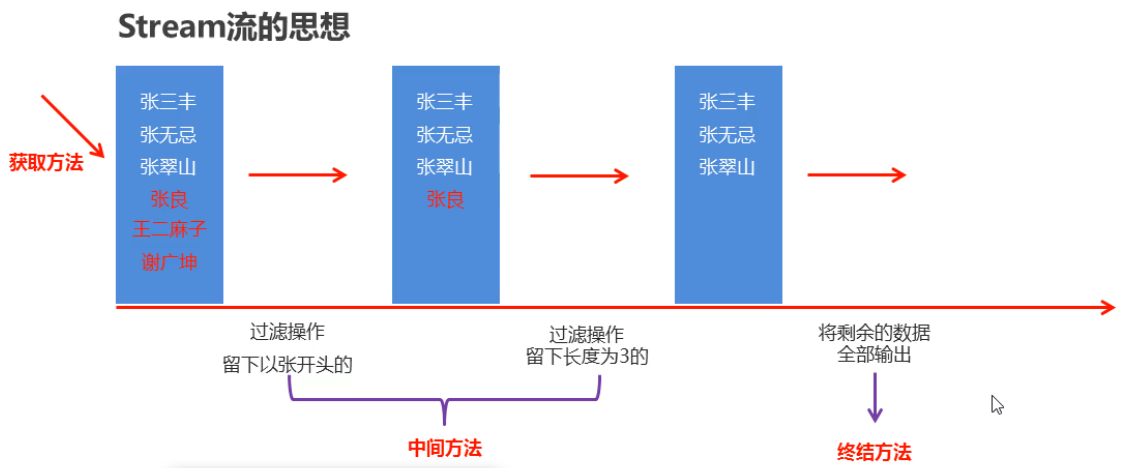 Stream流的思想
获取方法
张三丰
张无忌
张翠山
张良
王二麻子
谢广坤
张三丰
张无忌
张翠山
张良
张三丰
张无忌
张翠山
过滤操作
留下以张开头的
过滤操作
留下长度为3的
将剩余的数据
全部输出
中间方法
终结方法